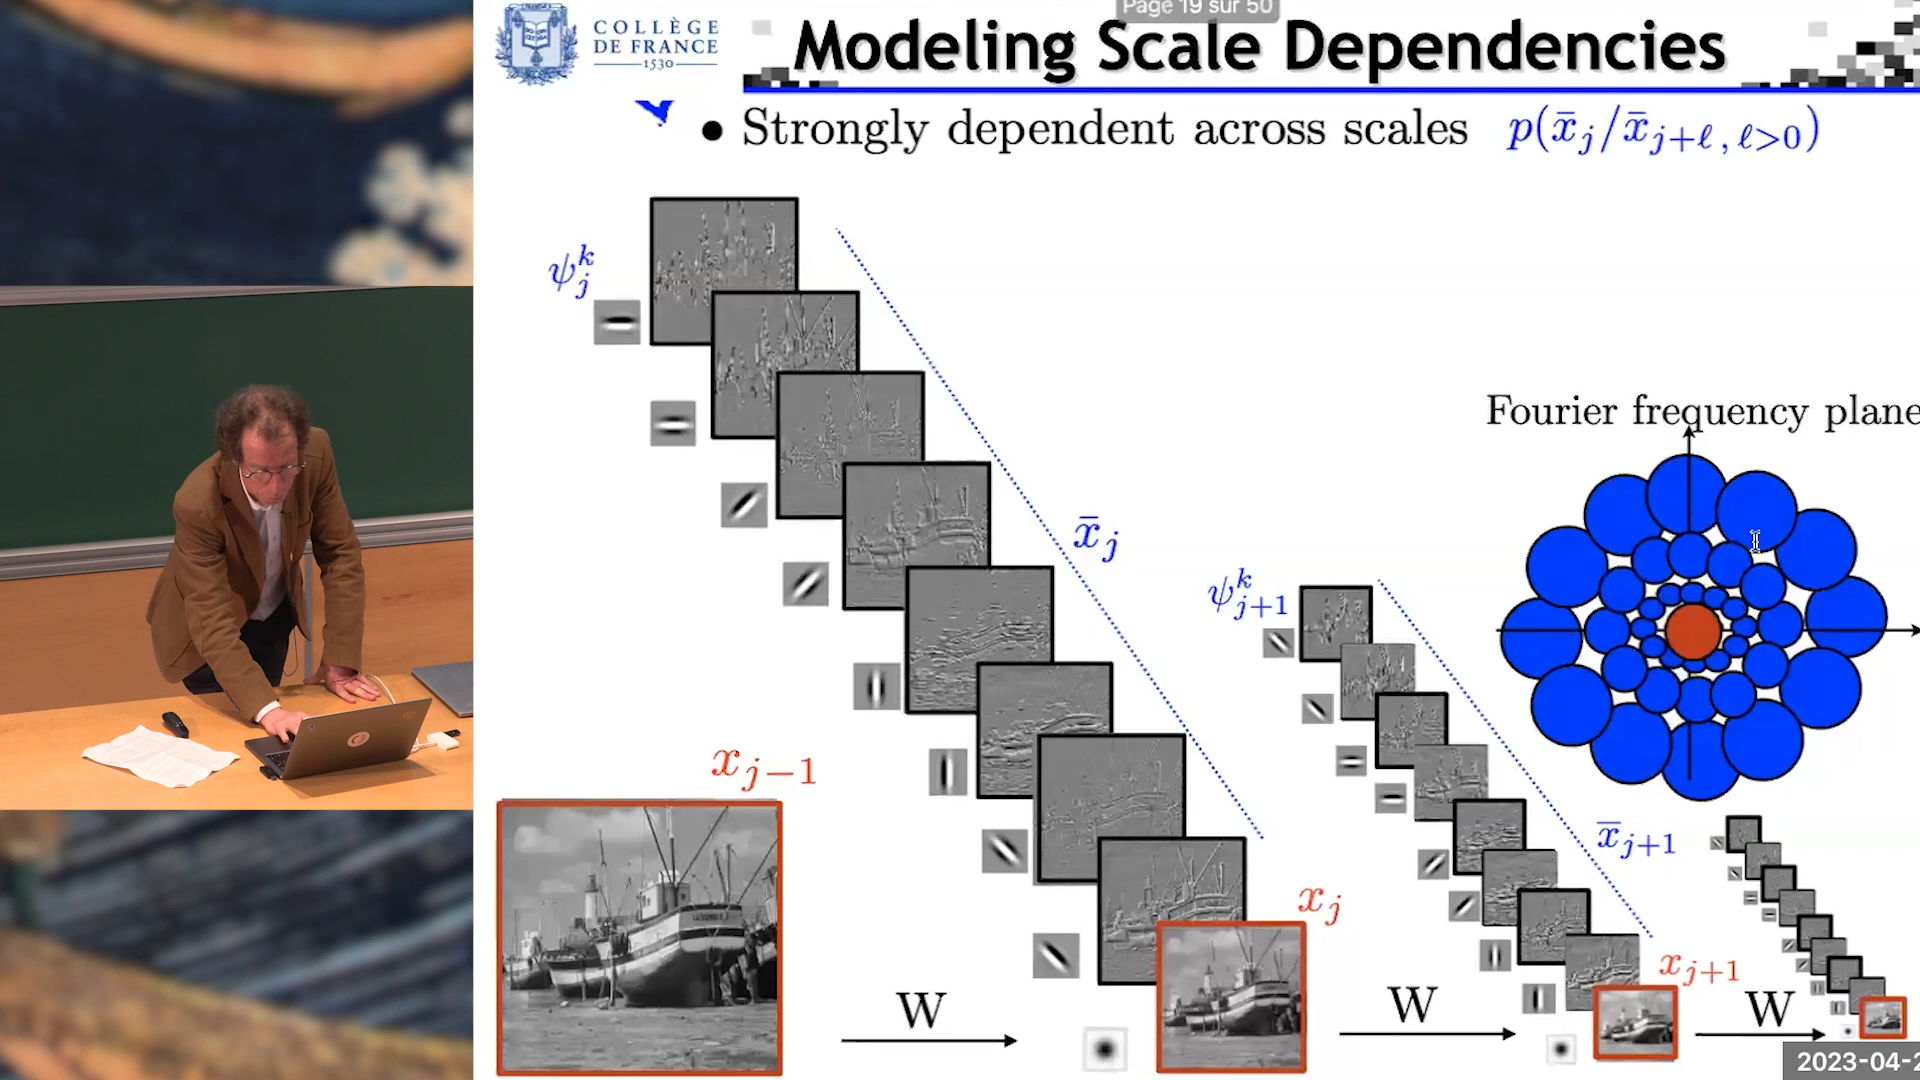 Page 19 sur 50
COLLÈGE
DE FRANCE
1530
Modeling Scale Dependencies
• Strongly dependent across scales p(x̄_j/x̄_{j+ℓ, ℓ>0})
ψ_j^k
Fourier frequency plane
x̄_j
ψ_{j+1}^k
x_{j-1}
x̄_{j+1}
x_j
x_{j+1}
W
W
W
2023-04-2